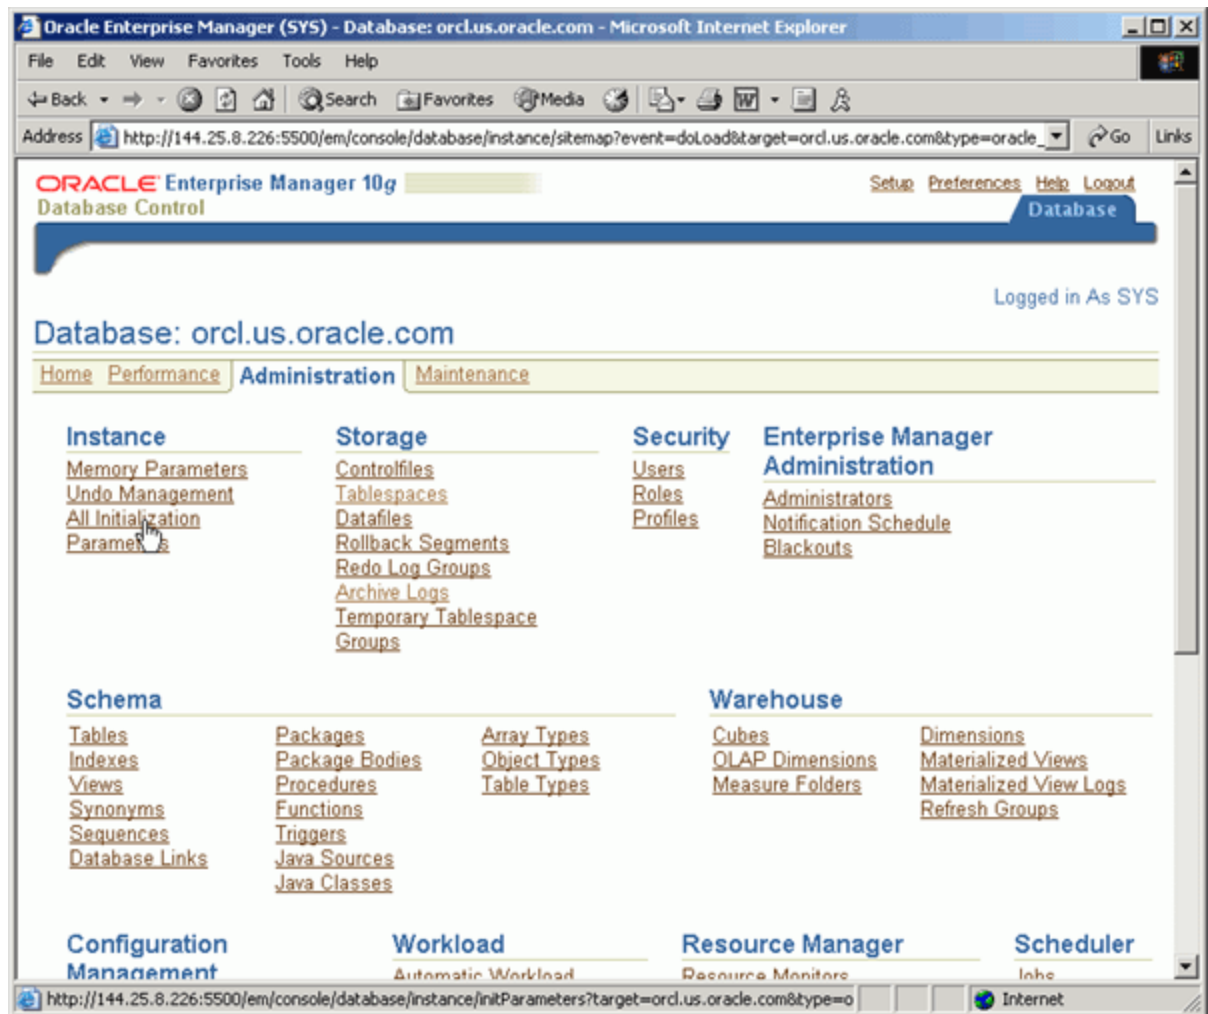 Oracle Enterprise Manager (SYS) - Database: orcl.us.oracle.com - Microsoft Internet Explorer
File Edit View Favorites Tools Help
Back Search Favorites Media
Address http://144.25.8.226:5500/em/console/database/instance/sitemap?event=doLoad&target=orcl.us.oracle.com&type=oracle_ Go Links
ORACLE Enterprise Manager 10g
Database Control
Setup Preferences Help Logout
Database
Logged in As SYS
Database: orcl.us.oracle.com
Home Performance Administration Maintenance
Instance
Memory Parameters
Undo Management
All Initialization
Parameters
Storage
Controlfiles
Tablespaces
Datafiles
Rollback Segments
Redo Log Groups
Archive Logs
Temporary Tablespace
Groups
Security
Users
Roles
Profiles
Enterprise Manager
Administration
Administrators
Notification Schedule
Blackouts
Schema
Tables
Indexes
Views
Synonyms
Sequences
Database Links
Packages
Package Bodies
Procedures
Functions
Triggers
Java Sources
Java Classes
Array Types
Object Types
Table Types
Warehouse
Cubes
OLAP Dimensions
Measure Folders
Dimensions
Materialized Views
Materialized View Logs
Refresh Groups
Configuration
Management
Workload
Automatic Workload
Resource Manager
Resource Monitors
Scheduler
Jobs
http://144.25.8.226:5500/em/console/database/instance/initParameters?target=orcl.us.oracle.com&type=o Internet